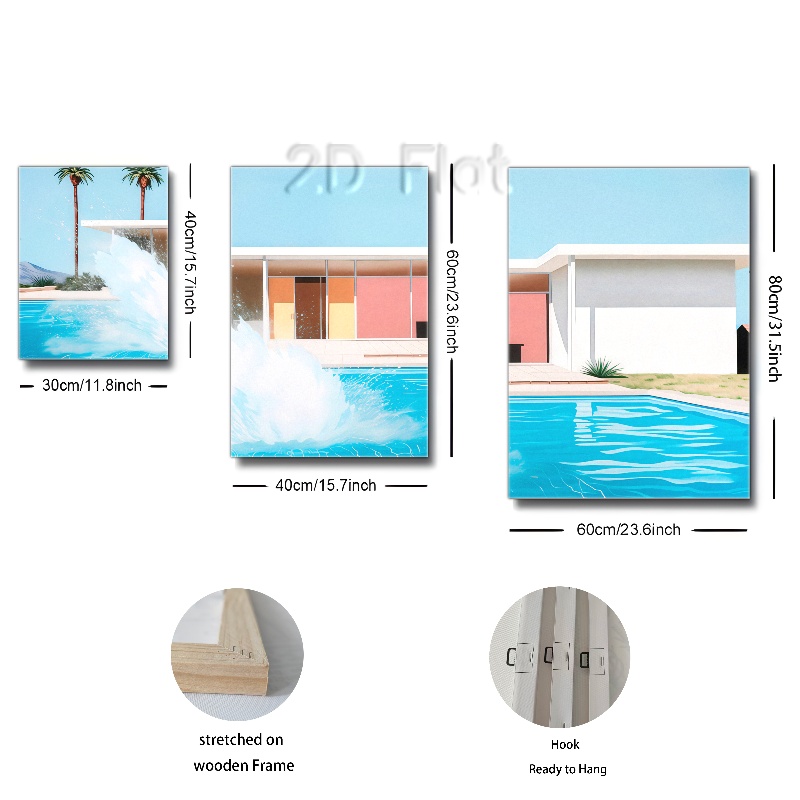 2D Flat
40cm/15.7inch
30cm/11.8inch
60cm/23.6inch
40cm/15.7inch
80cm/31.5inch
60cm/23.6inch
stretched on
wooden Frame
Hook
Ready to Hang